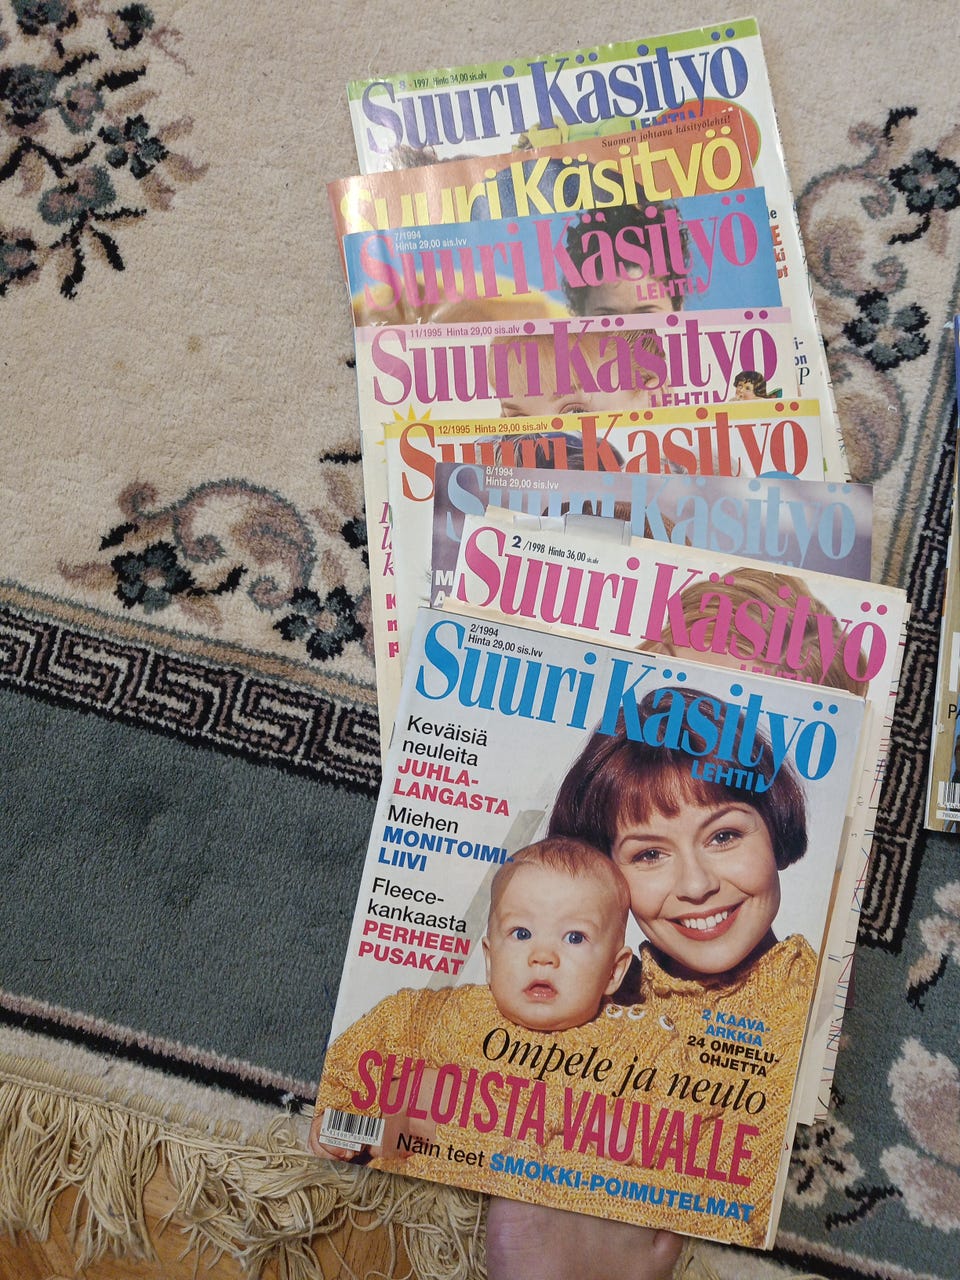 8 - 1997 Hinta 34,00 sis.alv
Suuri Käsityö
LEHTI
Suomen johtava käsityölehti!
Suuri Käsityö
7/1994
Hinta 29,00 sis.lvv
Suuri Käsityö
LEHTI
11/1995 Hinta 29,00 sis.alv
Suuri Käsityö
LEHTI
12/1995 Hinta 29,00 sis.alv
Suuri Käsityö
8/1994
Hinta 29,00 sis.lvv
Suuri Käsityö
2/1998 Hinta 36,00 sis.alv
Suuri Käsityö
LEHTI
2/1994
Hinta 29,00 sis.lvv
Suuri Käsityö
LEHTI
Keväisiä
neuleita
JUHLA-
LANGASTA
Miehen
MONITOIMI-
LIIVI
Fleece-
kankaasta
PERHEEN
PUSAKAT
2 KAAVA-
ARKKIA
24 OMPELU-
OHJETTA
Ompele ja neulo
SULOISTA VAUVALLE
Näin teet SMOKKI-POIMUTELMAT